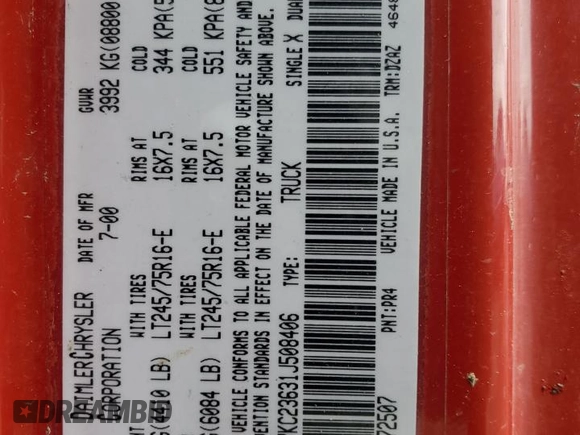 DAIMLERCHRYSLER CORPORATION
DATE OF MFR
7-00
GVWR
3992 KG(08800
WITH TIRES
RIMS AT
COLD
LB) LT245/75R16-E
16X7.5
344 KPA(5
WITH TIRES
RIMS AT
COLD
G(6084 LB) LT245/75R16-E
16X7.5
551 KPA(8
VEHICLE CONFORMS TO ALL APPLICABLE FEDERAL MOTOR VEHICLE SAFETY AND
STANDARDS IN EFFECT ON THE DATE OF MANUFACTURE SHOWN ABOVE.
KC23631J508406
TYPE:
TRUCK
SINGLE X
DUA
PNT:PR4
VEHICLE MADE IN U.S.A.
TRM:DZAZ
72507
DREAMBID